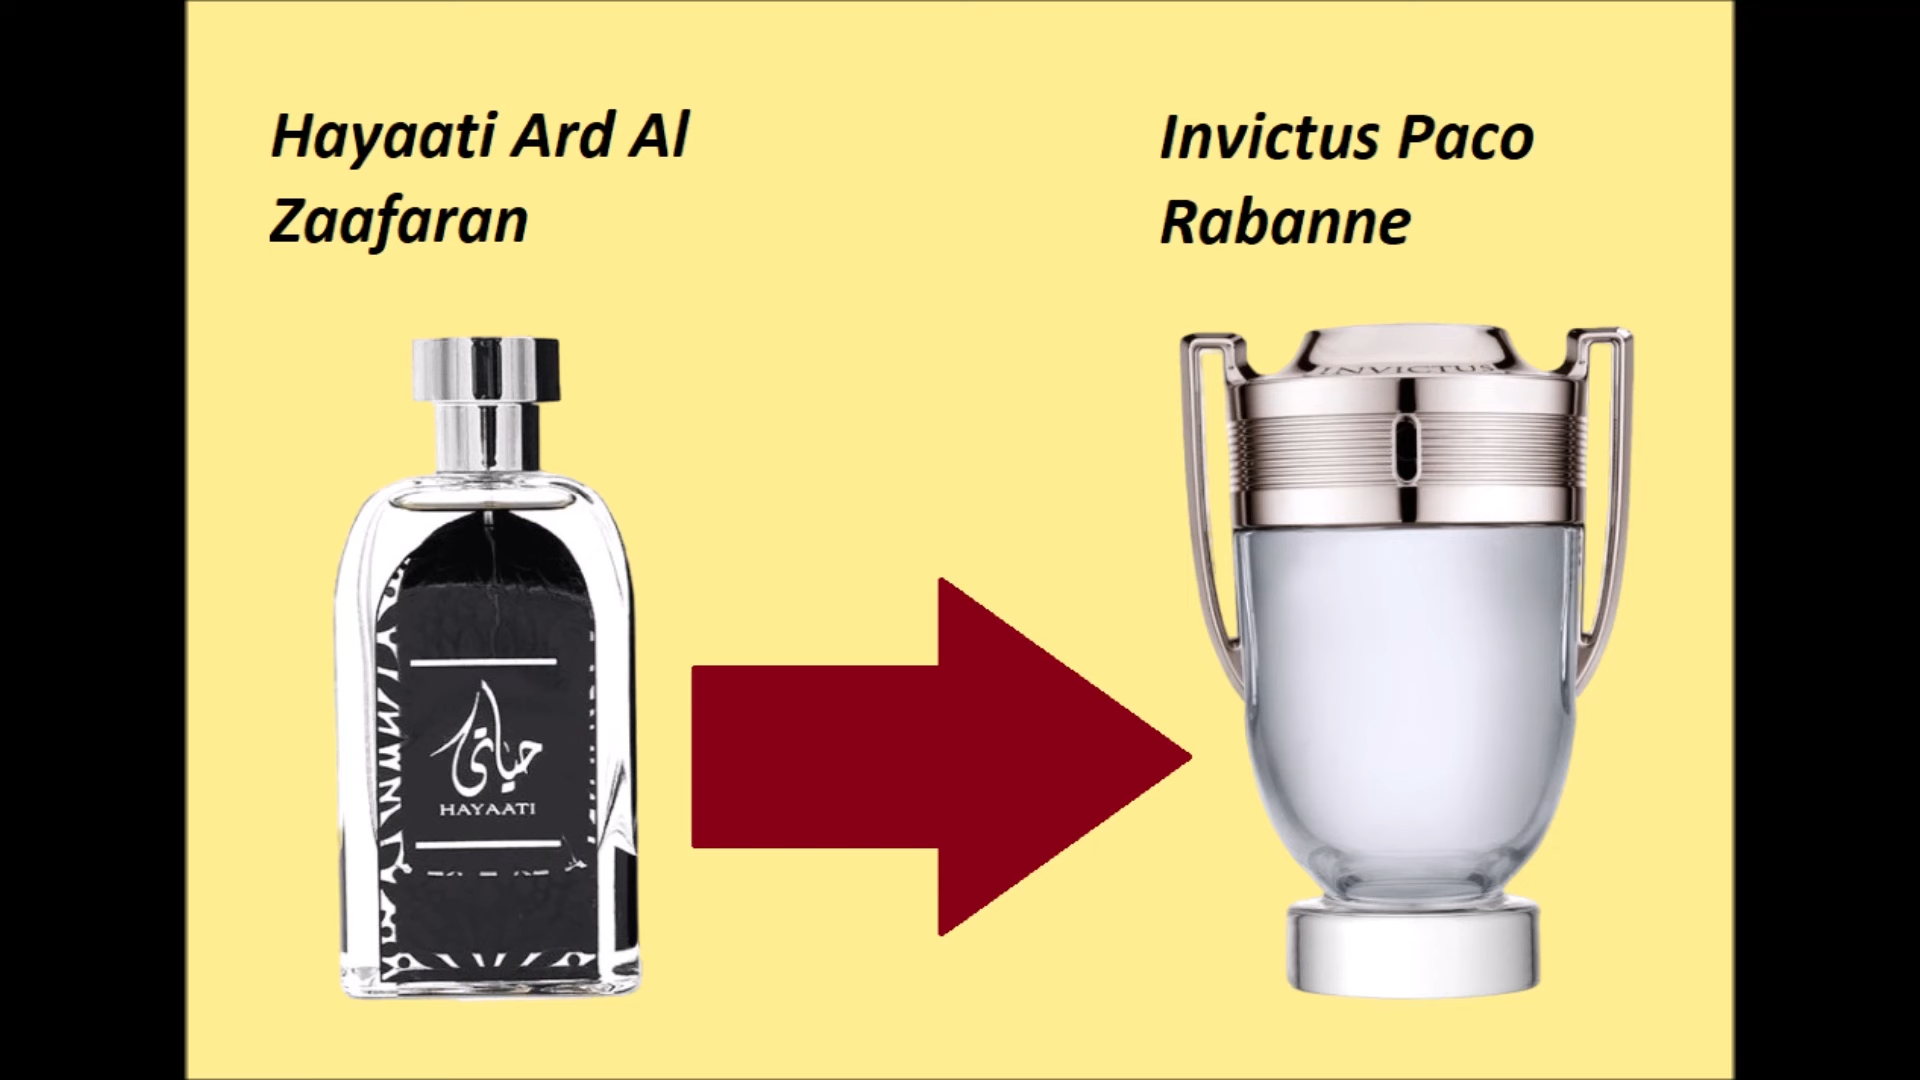 Hayaati Ard Al
Zaafaran
Invictus Paco
Rabanne
INVICTUS
حياتي
HAYAATI